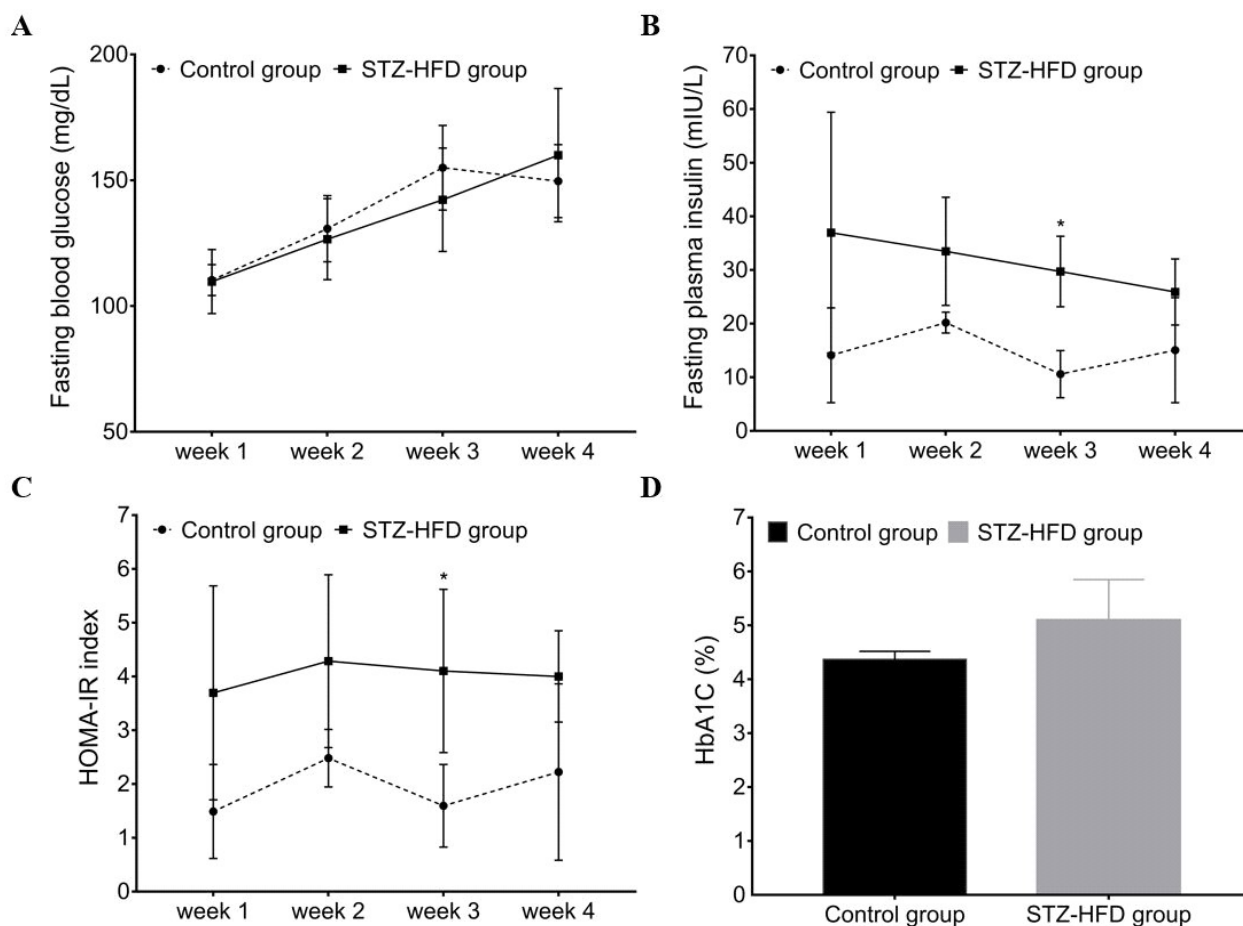 A
Fasting blood glucose (mg/dL)
200
150
100
50
Control group
STZ-HFD group
week 1
week 2
week 3
week 4
B
Fasting plasma insulin (mIU/L)
70
60
50
40
30
20
10
0
Control group
STZ-HFD group
*
week 1
week 2
week 3
week 4
C
HOMA-IR index
7
6
5
4
3
2
1
0
Control group
STZ-HFD group
*
week 1
week 2
week 3
week 4
D
HbA1C (%)
7
6
5
4
3
2
1
0
Control group
STZ-HFD group
Control group
STZ-HFD group